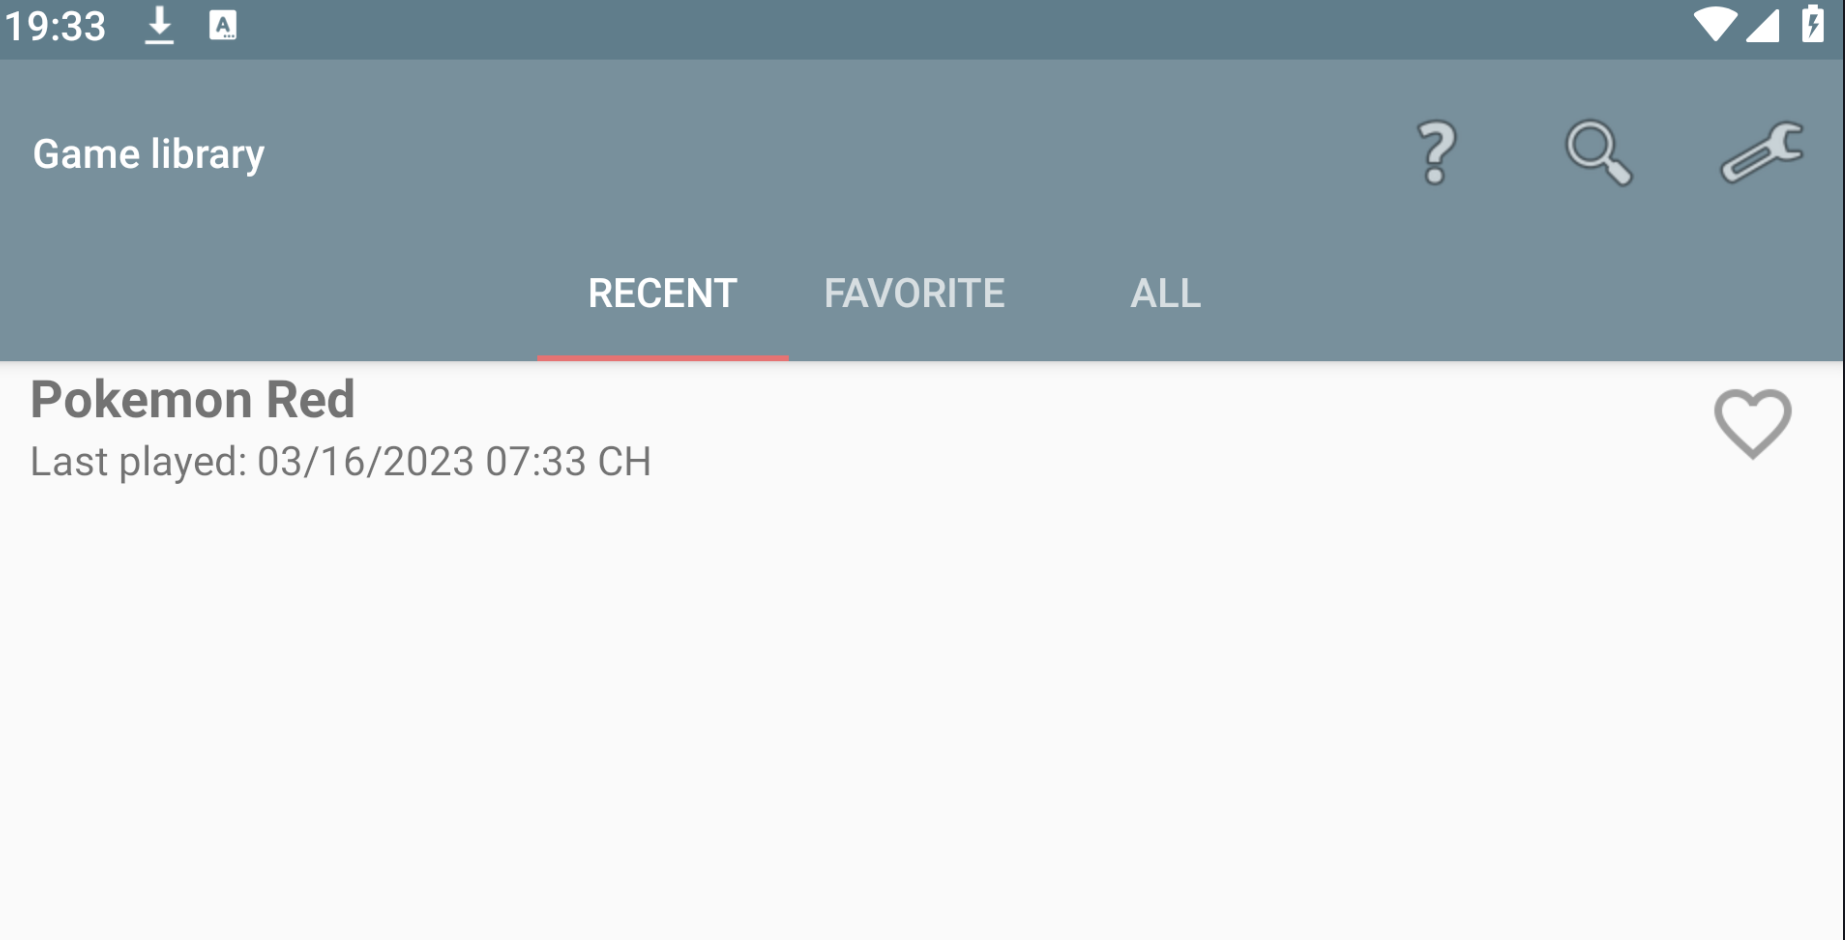 19:33
A
Game library
?
RECENT FAVORITE ALL
Pokemon Red
Last played: 03/16/2023 07:33 CH